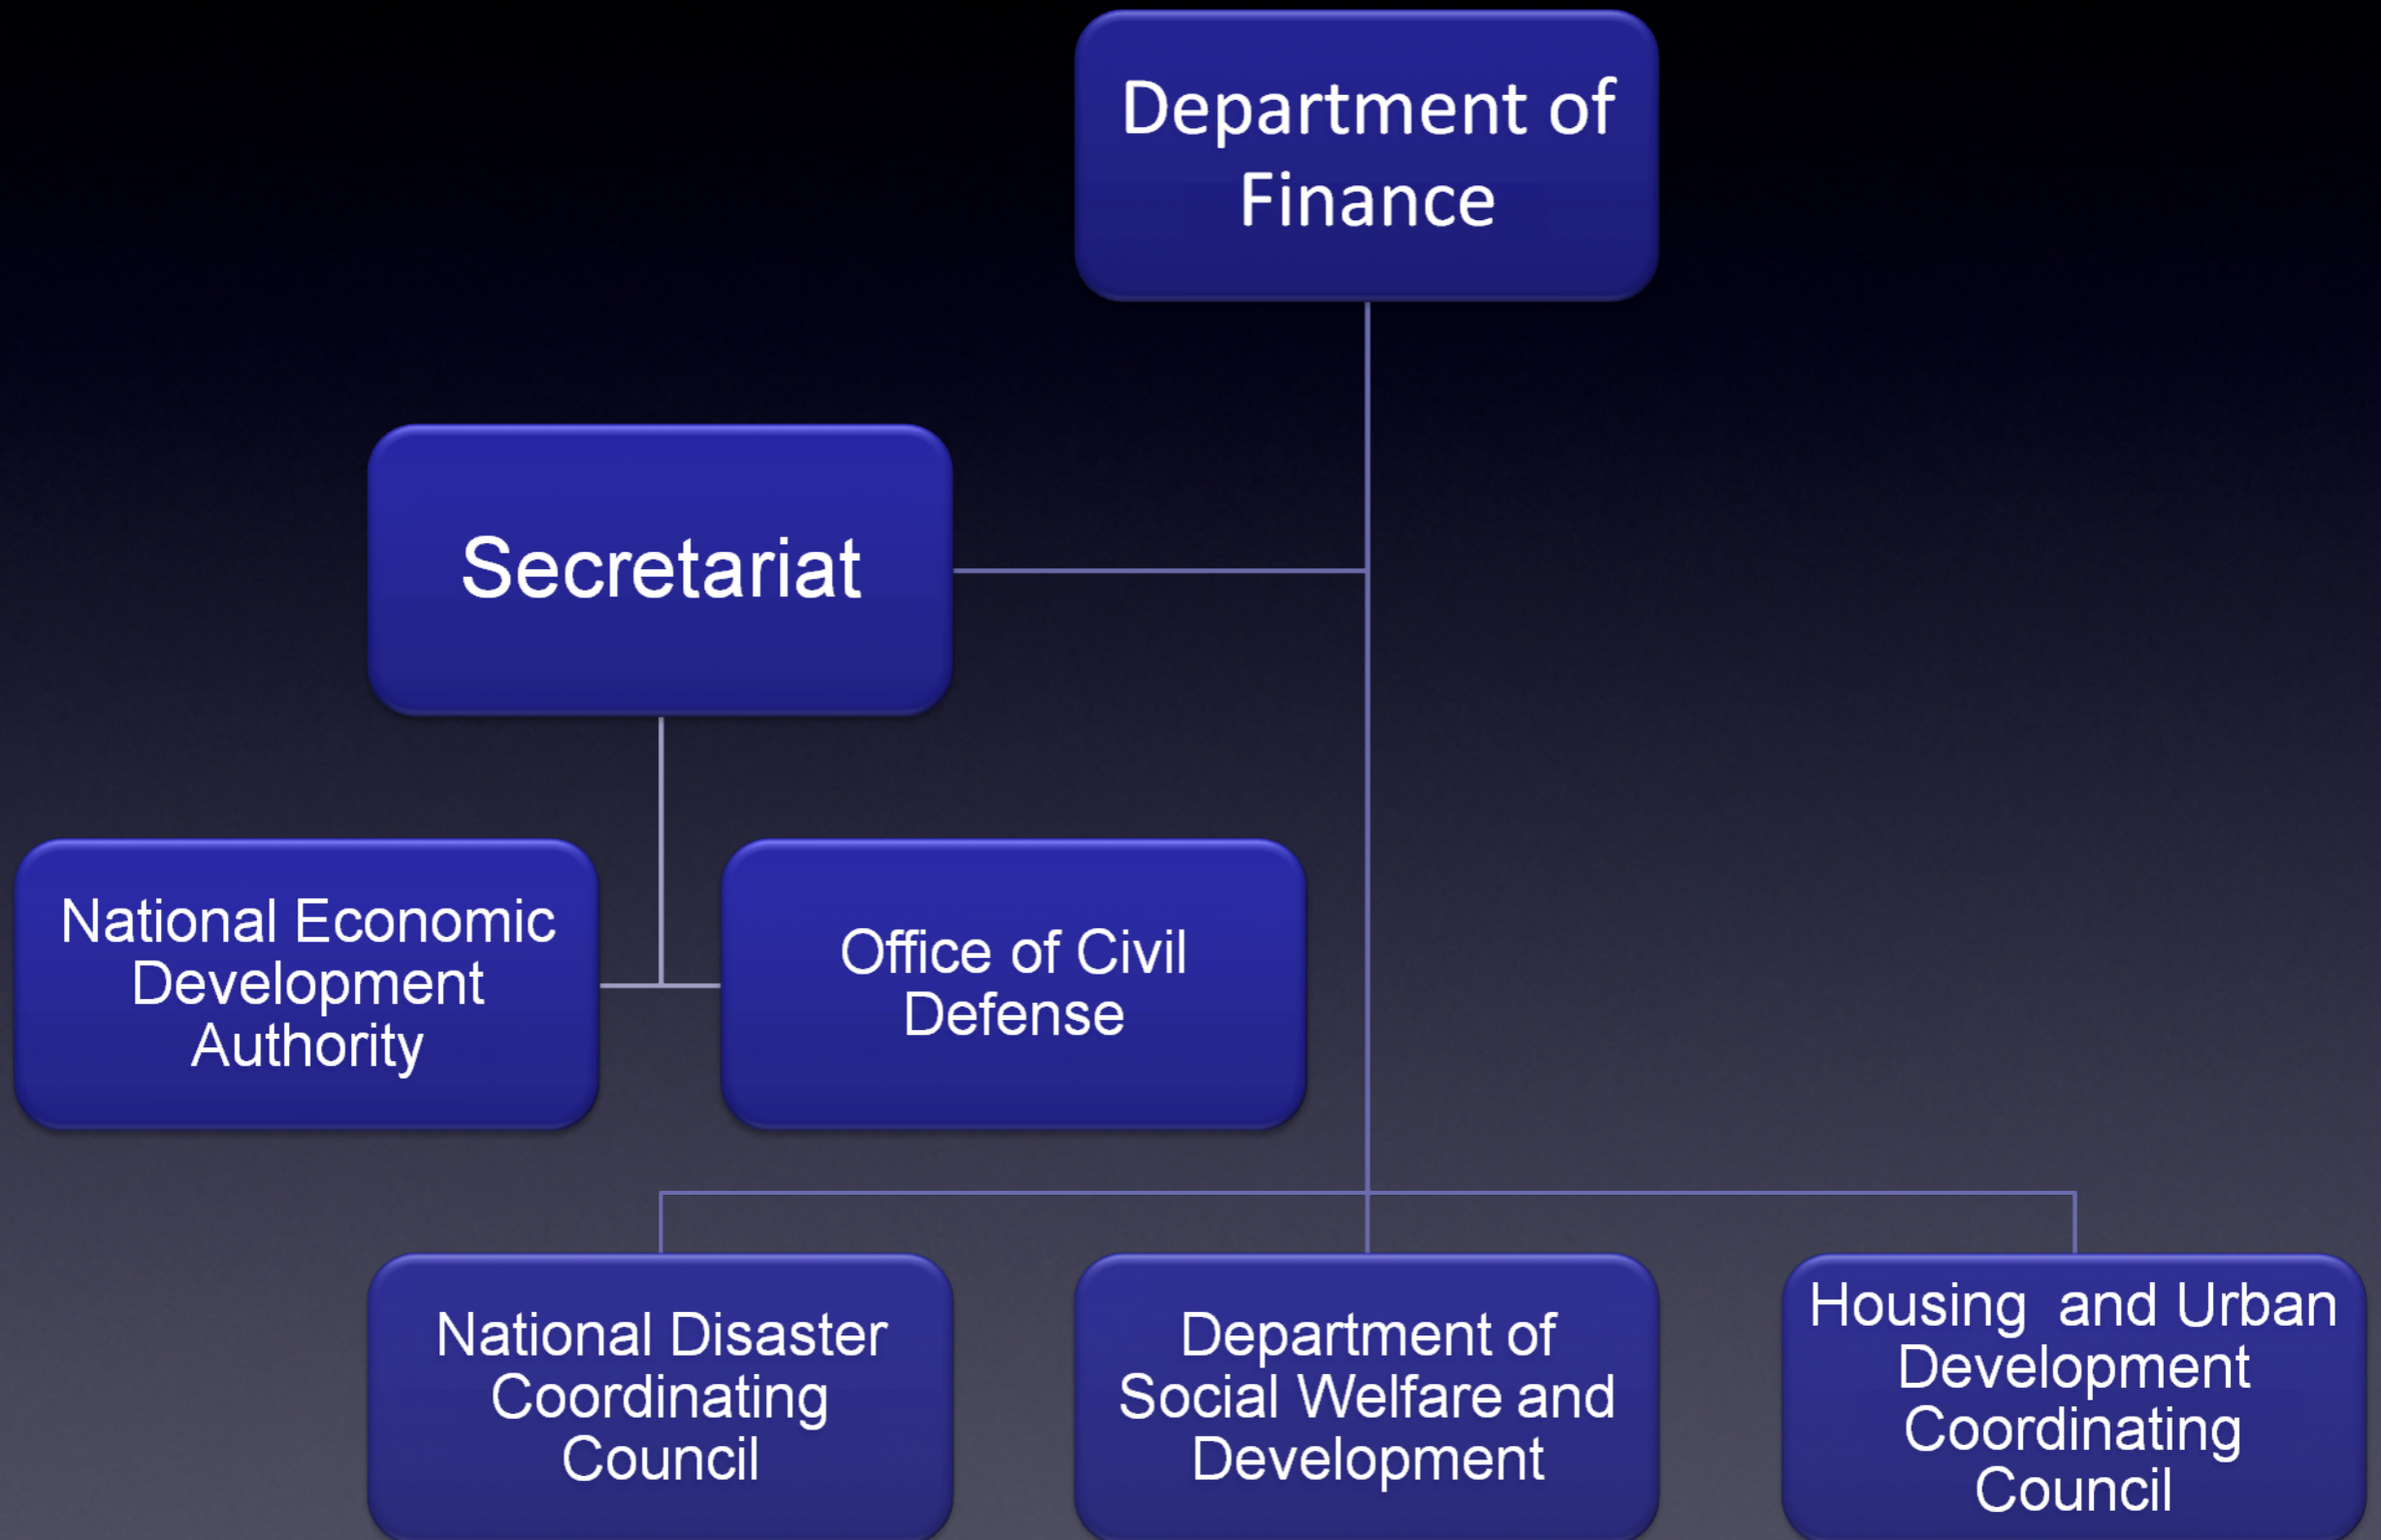 Department of
Finance
Secretariat
National Economic
Development
Authority
Office of Civil
Defense
National Disaster
Coordinating
Council
Department of
Social Welfare and
Development
Housing  and Urban
Development
Coordinating
Council